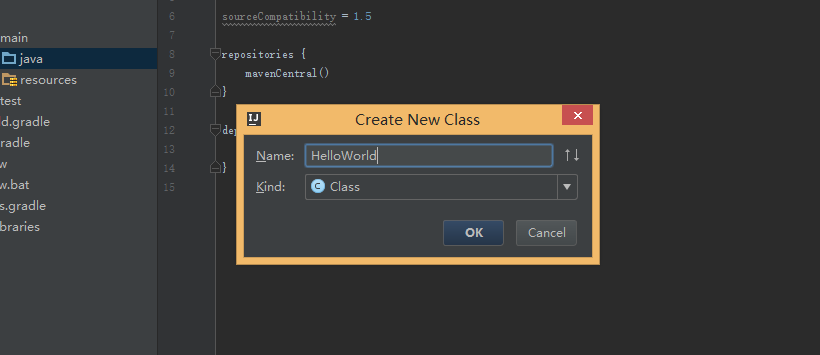 main
java
resources
test
ld.gradle
radle
w
w.bat
s.gradle
braries
6 sourceCompatibility = 1.5
7
8 repositories {
9 mavenCentral()
10 }
11
12 dep
13
14 }
15
IJ
Create New Class
Name: HelloWorld
Kind: C Class
OK Cancel